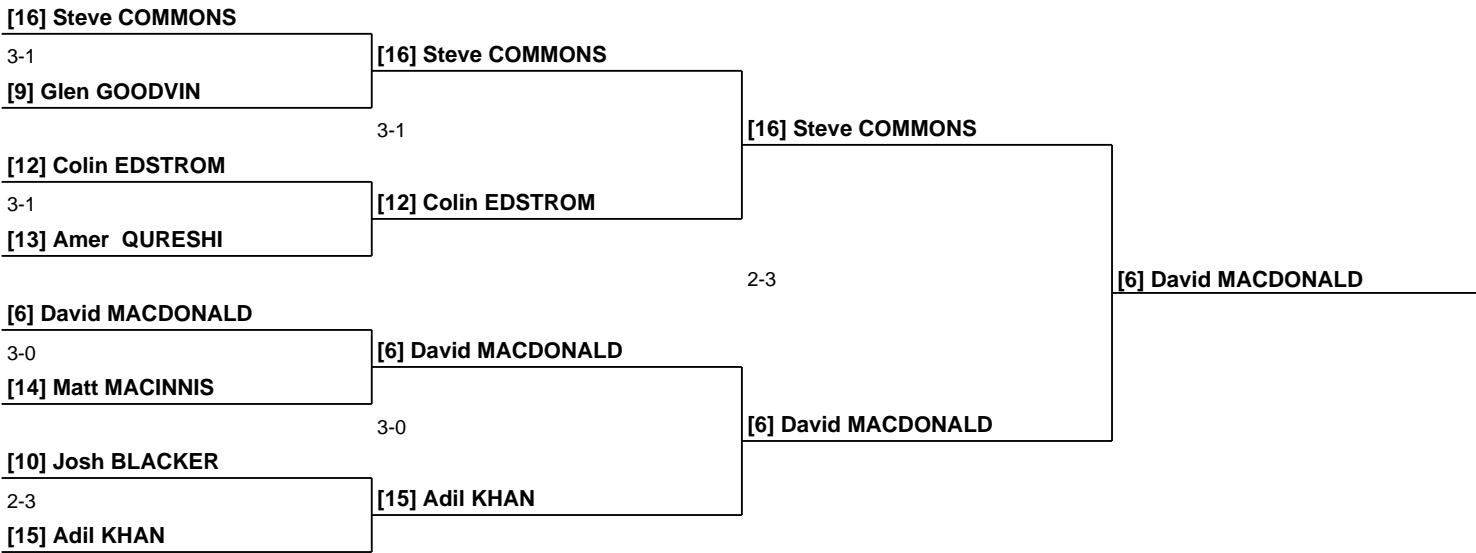 [16] Steve COMMONS
3-1
[16] Steve COMMONS
[9] Glen GOODVIN
3-1
[16] Steve COMMONS
[12] Colin EDSTROM
3-1
[12] Colin EDSTROM
[13] Amer  QURESHI
2-3
[6] David MACDONALD
[6] David MACDONALD
3-0
[6] David MACDONALD
[14] Matt MACINNIS
3-0
[6] David MACDONALD
[10] Josh BLACKER
2-3
[15] Adil KHAN
[15] Adil KHAN